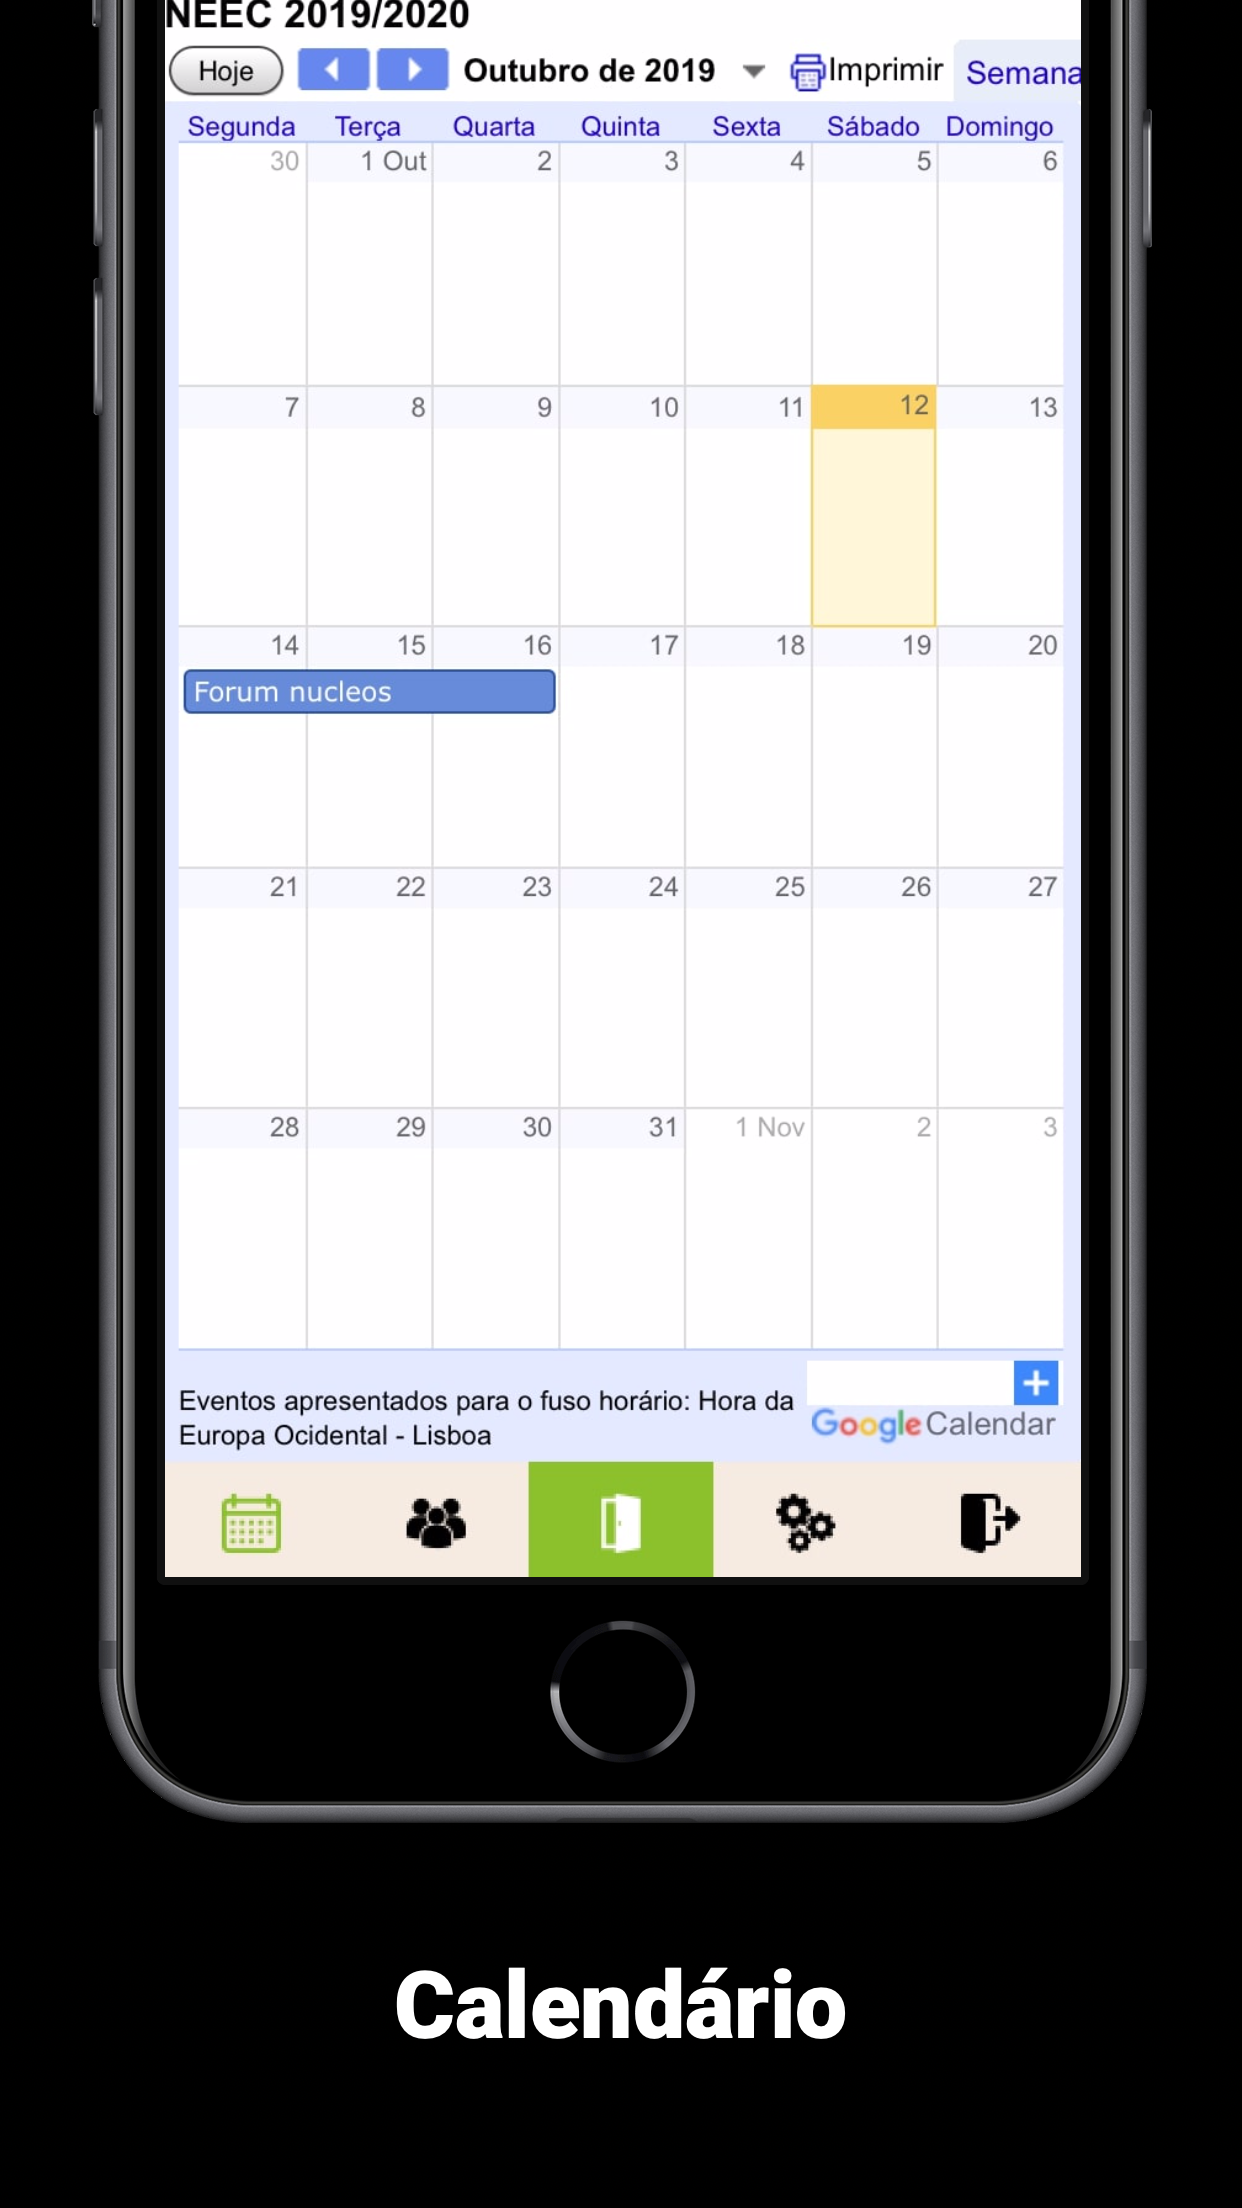 NEEC 2019/2020
Hoje Outubro de 2019 Imprimir Semana
Segunda Terça Quarta Quinta Sexta Sábado Domingo
30 1 Out 2 3 4 5 6
7 8 9 10 11 12 13
14 15 16 17 18 19 20
Forum nucleos
21 22 23 24 25 26 27
28 29 30 31 1 Nov 2 3
Eventos apresentados para o fuso horário: Hora da
Europa Ocidental - Lisboa
Google Calendar
Calendário